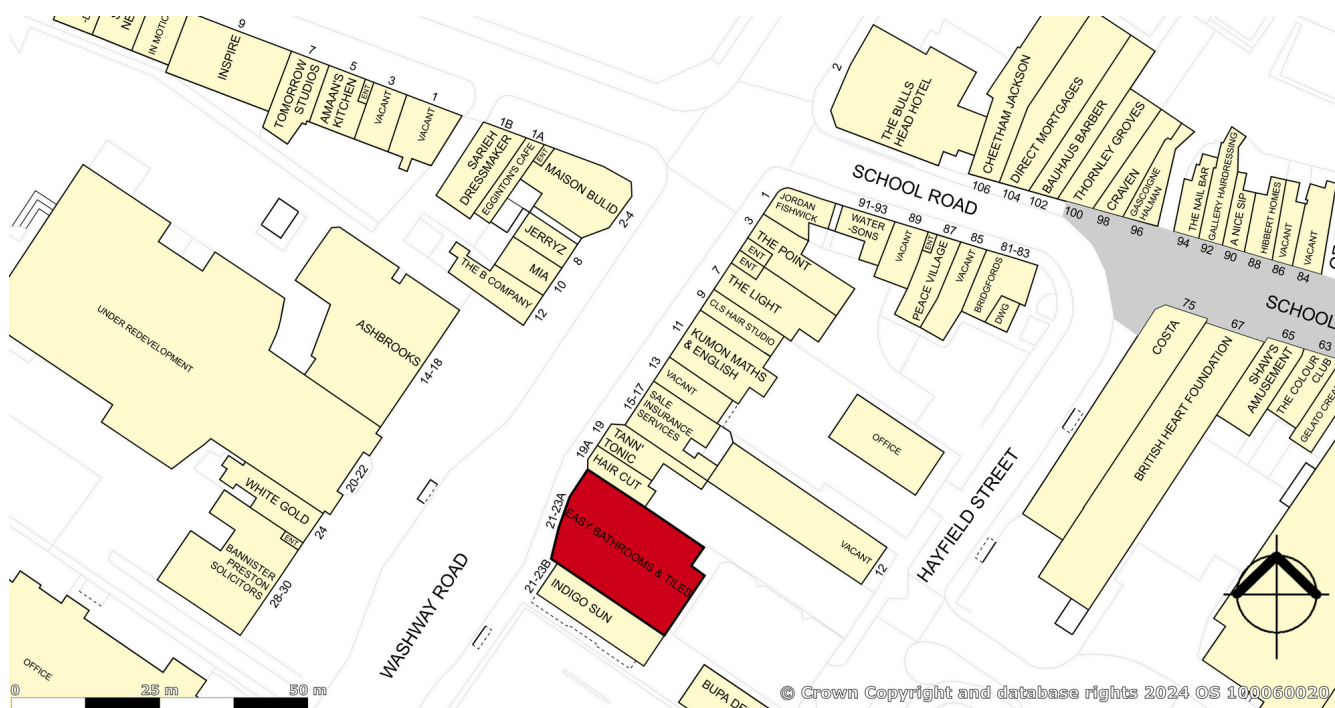 NE
IN MOTIO
9
INSPIRE
7
TOMORROW
STUDIOS
5
AMAAN'S
KITCHEN
ENT
3
VACANT
1
VACANT
1B
SARIEH
DRESSMAKER
1A
EGGINTON'S CAFE
ENT
MAISON BULID
2-4
JERRYZ
8
MIA
10
THE B COMPANY
12
ASHBROOKS
14-18
UNDER REDEVELOPMENT
20-22
WHITE GOLD
24
ENT
BANNISTER
PRESTON
SOLICITORS
28-30
OFFICE
WASHWAY ROAD
2
THE BULLS
HEAD HOTEL
SCHOOL ROAD
CHEETHAM JACKSON
106
DIRECT MORTGAGES
104
BAUHAUS BARBER
102
THORNLEY GROVES
100
CRAVEN
98
GASCOIGNE
HALMAN
96
THE NAIL BAR
94
GALLERY HAIRDRESSING
92
A NICE SIP
90
HIBBERT HOMES
88
VACANT
86
VACANT
84
SCHOOL
1
JORDAN
FISHWICK
91-93
WATER
-SONS
89
VACANT
87
ENT
PEACE VILLAGE
85
VACANT
81-83
BRIDGFORDS
DWG
3
THE POINT
ENT
ENT
7
THE LIGHT
9
CLS HAIR STUDIO
11
KUMON MATHS
& ENGLISH
13
VACANT
15-17
SALE
INSURANCE
SERVICES
19
TANN'
TONIC
19A
HAIR CUT
21-23A
EASY BATHROOMS & TILES
21-23B
INDIGO SUN
VACANT
12
OFFICE
HAYFIELD STREET
75
COSTA
67
BRITISH HEART FOUNDATION
65
SHAW'S
AMUSEMENT
63
THE COLOUR
CLUB
GELATO CREA
BUPA DE
0 25 m 50 m
© Crown Copyright and database rights 2024 OS 100060020